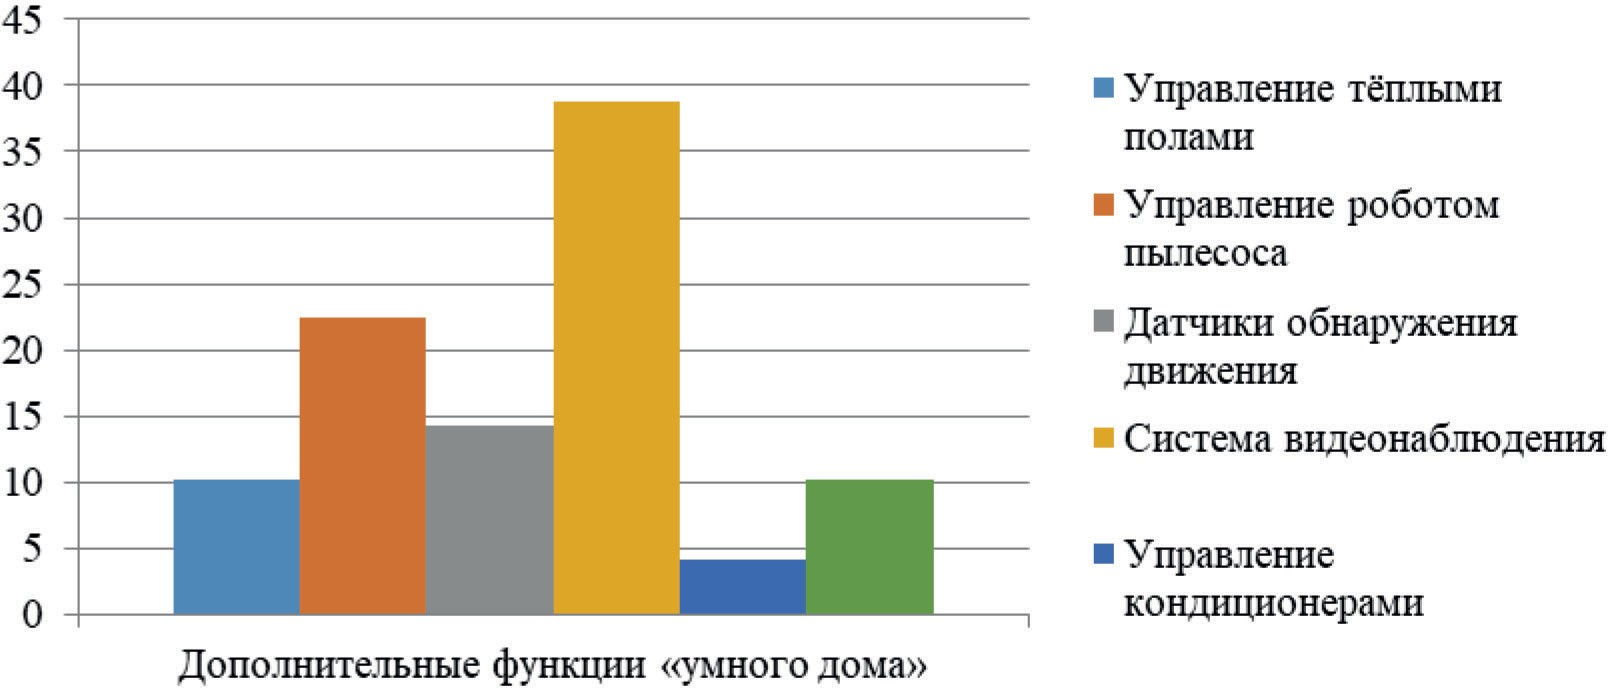 45
40
35
30
25
20
15
10
5
0
Дополнительные функции «умного дома»
Управление тёплыми
полами
Управление роботом
пылесоса
Датчики обнаружения
движения
Система видеонаблюдения
Управление
кондиционерами